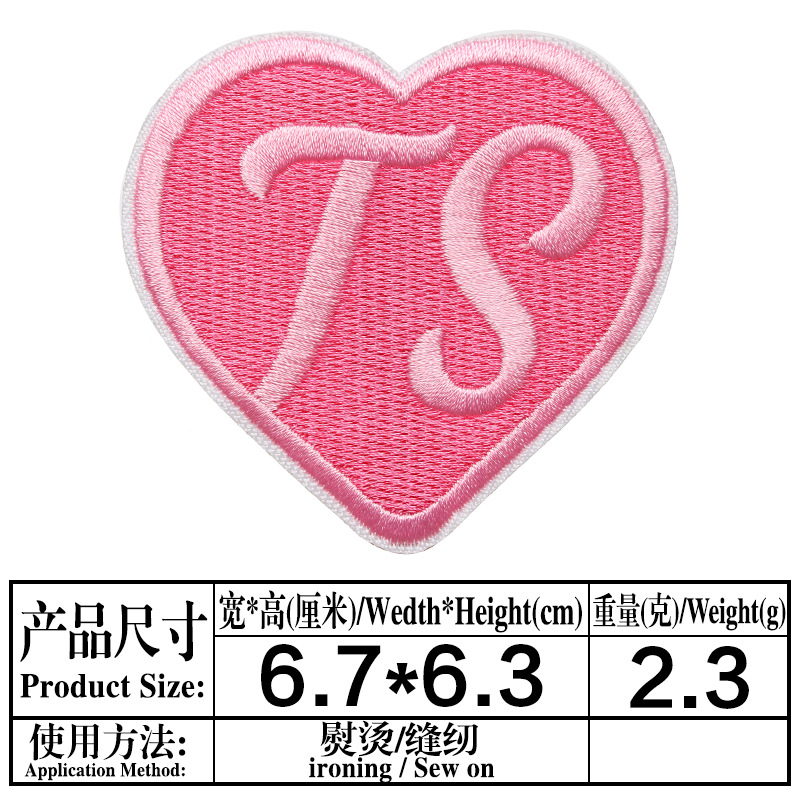 TS
产品尺寸
Product Size:
宽*高(厘米)/Wedth*Height(cm)
重量(克)/Weight(g)
6.7*6.3
2.3
使用方法:
Application Method:
熨烫/缝纫
ironing / Sew on